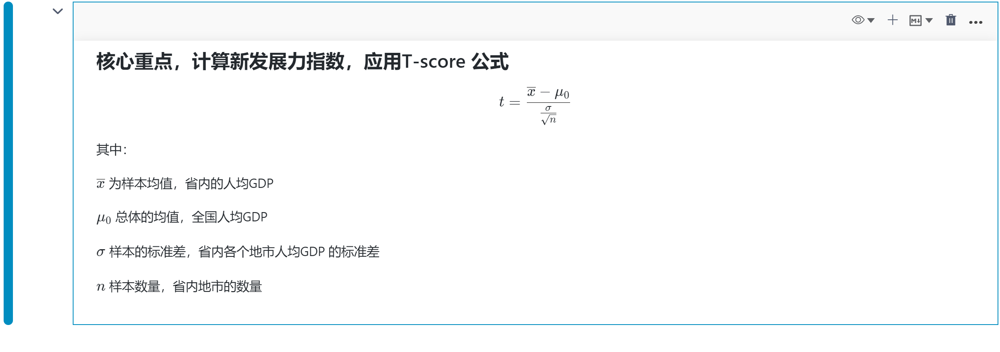 核心重点，计算新发展力指数，应用T-score 公式
$t = \frac{\overline{x} - \mu_0}{\frac{\sigma}{\sqrt{n}}}$
其中：
$\overline{x}$ 为样本均值，省内的人均GDP
$\mu_0$ 总体的均值，全国人均GDP
$\sigma$ 样本的标准差，省内各个地市人均GDP 的标准差
$n$ 样本数量，省内地市的数量